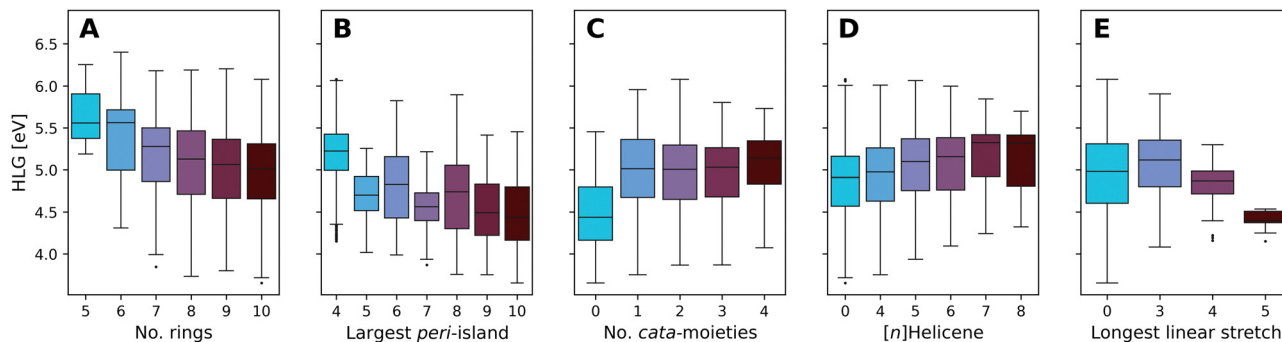 A B C D E
HLG [eV]
6.5
6.0
5.5
5.0
4.5
4.0
5 6 7 8 9 10
No. rings
4 5 6 7 8 9 10
Largest peri-island
0 1 2 3 4
No. cata-moieties
0 4 5 6 7 8
[n]Helicene
0 3 4 5
Longest linear stretch